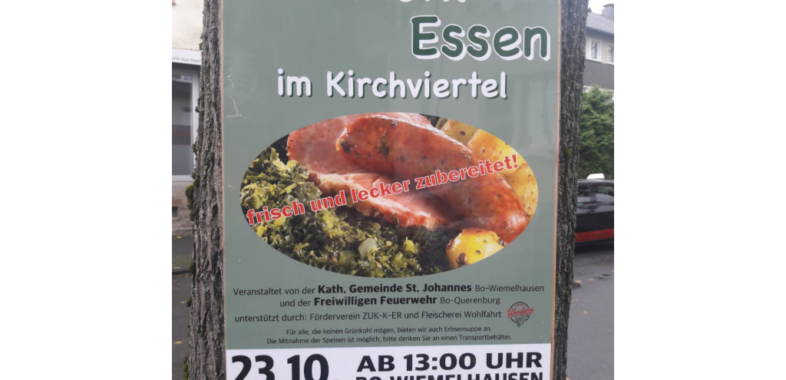 Essen
im Kirchviertel
frisch und lecker zubereitet!
Veranstaltet von der Kath. Gemeinde St. Johannes Bo-Wiemelhausen
und der Freiwilligen Feuerwehr Bo-Querenburg
unterstützt durch: Förderverein ZUK-K-ER und Fleischerei Wohlfahrt
Für alle, die keinen Grünkohl mögen, bieten wir auch Erbsensuppe an.
Die Mitnahme der Speisen ist möglich, bitte denken Sie an einen Transportbehälter.
23.10. AB 13:00 UHR
BO-WIEMELHAUSEN